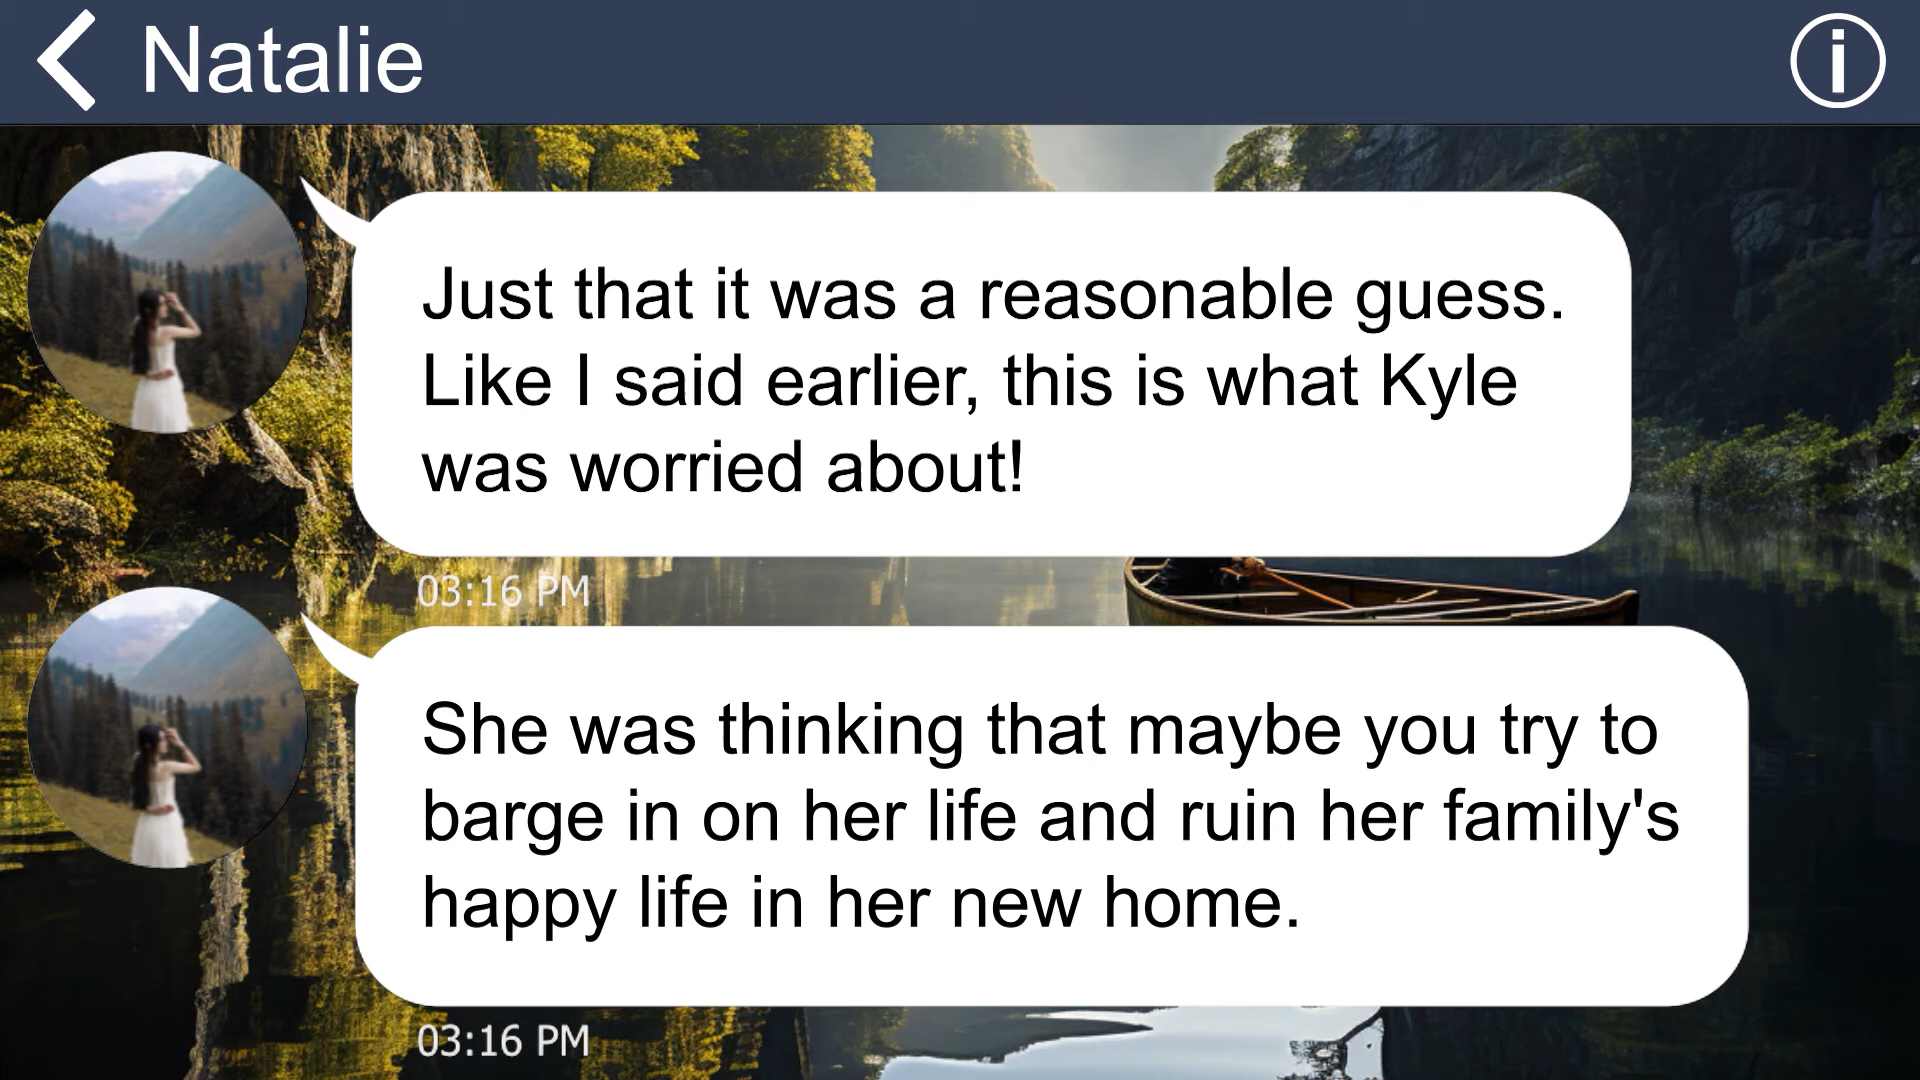 Natalie
Just that it was a reasonable guess.
Like I said earlier, this is what Kyle
was worried about!
03:16 PM
She was thinking that maybe you try to
barge in on her life and ruin her family's
happy life in her new home.
03:16 PM